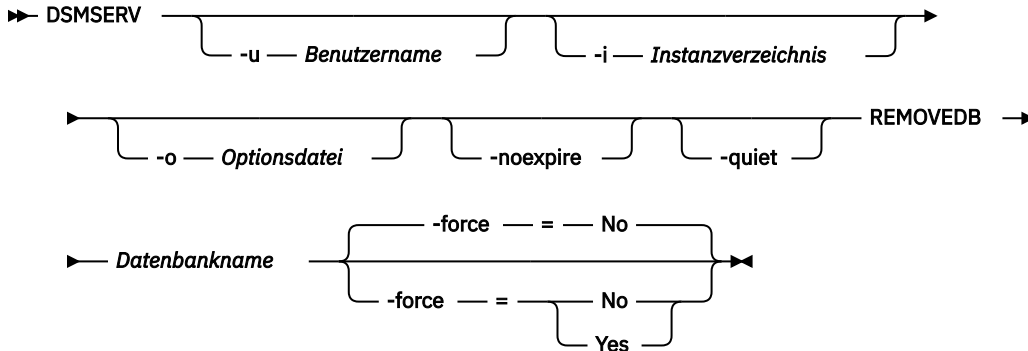 DSMSERV
-u Benutzername -i Instanzverzeichnis
REMOVEDB
-o Optionsdatei -noexpire -quiet
-force = No
Datenbankname
-force = No
Yes